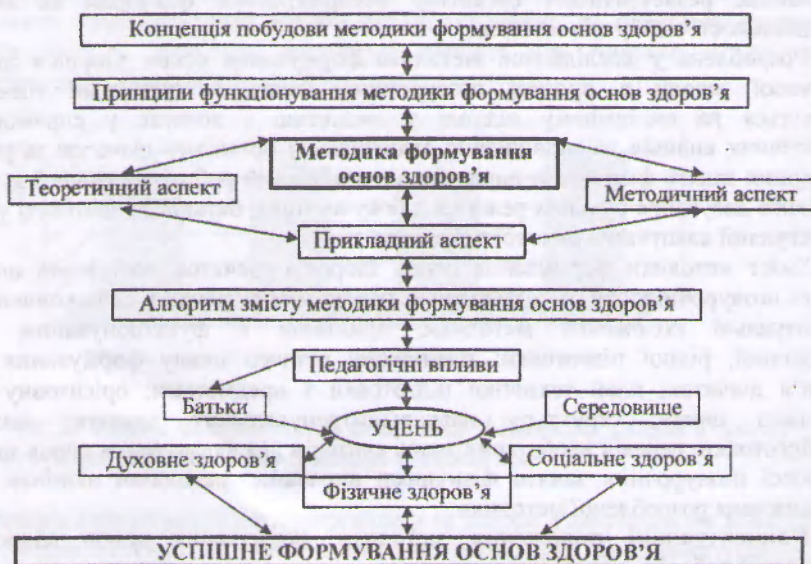 Концепція побудови методики формування основ здоров’я
Принципи функціонування методики формування основ здоров’я
Методика формування
основ здоров’я
Теоретичний аспект
Методичний аспе
Прикладний аспект
Алгоритм змісту методики формування основ здоров’я
Педагогічні впливи
Батьки
Середовище
УЧЕНЬ
Духовне здоров’я
Соціальне здоров’я
Фізичне здоров’я
УСПІШНЕ ФОРМУВАННЯ ОСНОВ ЗДОРОВ’Я